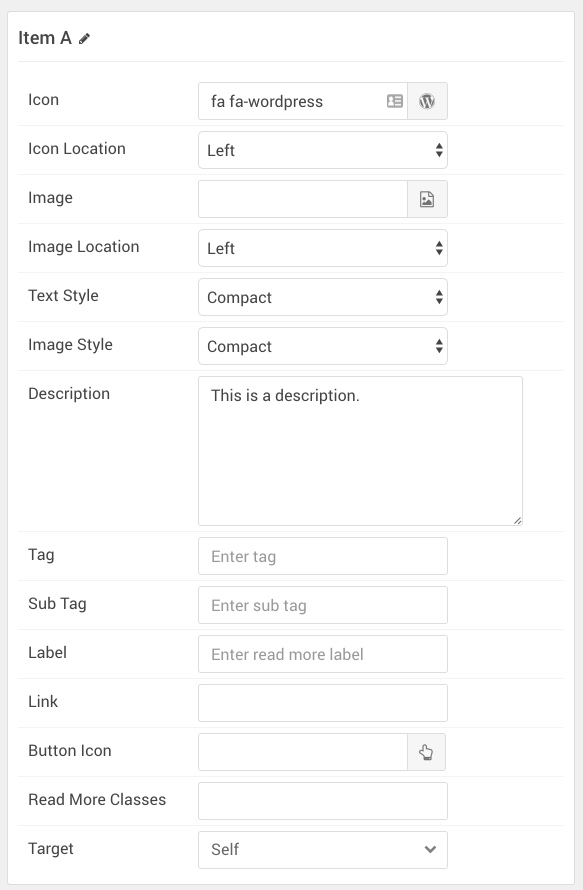 Item A
Icon
fa fa-wordpress
Icon Location
Left
Image
Image Location
Left
Text Style
Compact
Image Style
Compact
Description
This is a description.
Tag
Enter tag
Sub Tag
Enter sub tag
Label
Enter read more label
Link
Button Icon
Read More Classes
Target
Self